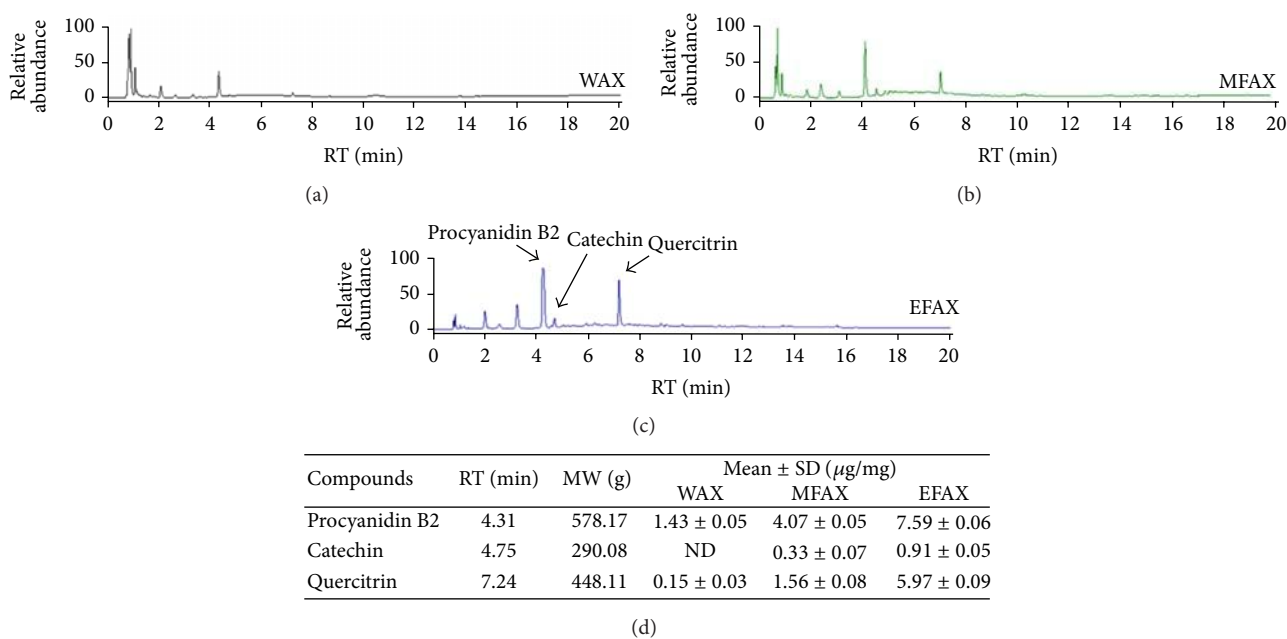 100
50
0
Relative
abundance
WAX
0 2 4 6 8 10 12 14 16 18 20
RT (min)
(a)
100
50
0
Relative
abundance
MFAX
0 2 4 6 8 10 12 14 16 18 20
RT (min)
(b)
Procyanidin B2
Catechin
Quercitrin
100
50
0
Relative
abundance
EFAX
0 2 4 6 8 10 12 14 16 18 20
RT (min)
(c)
Compounds RT (min) MW (g) Mean ± SD (μg/mg)
WAX MFAX EFAX
Procyanidin B2 4.31 578.17 1.43 ± 0.05 4.07 ± 0.05 7.59 ± 0.06
Catechin 4.75 290.08 ND 0.33 ± 0.07 0.91 ± 0.05
Quercitrin 7.24 448.11 0.15 ± 0.03 1.56 ± 0.08 5.97 ± 0.09
(d)